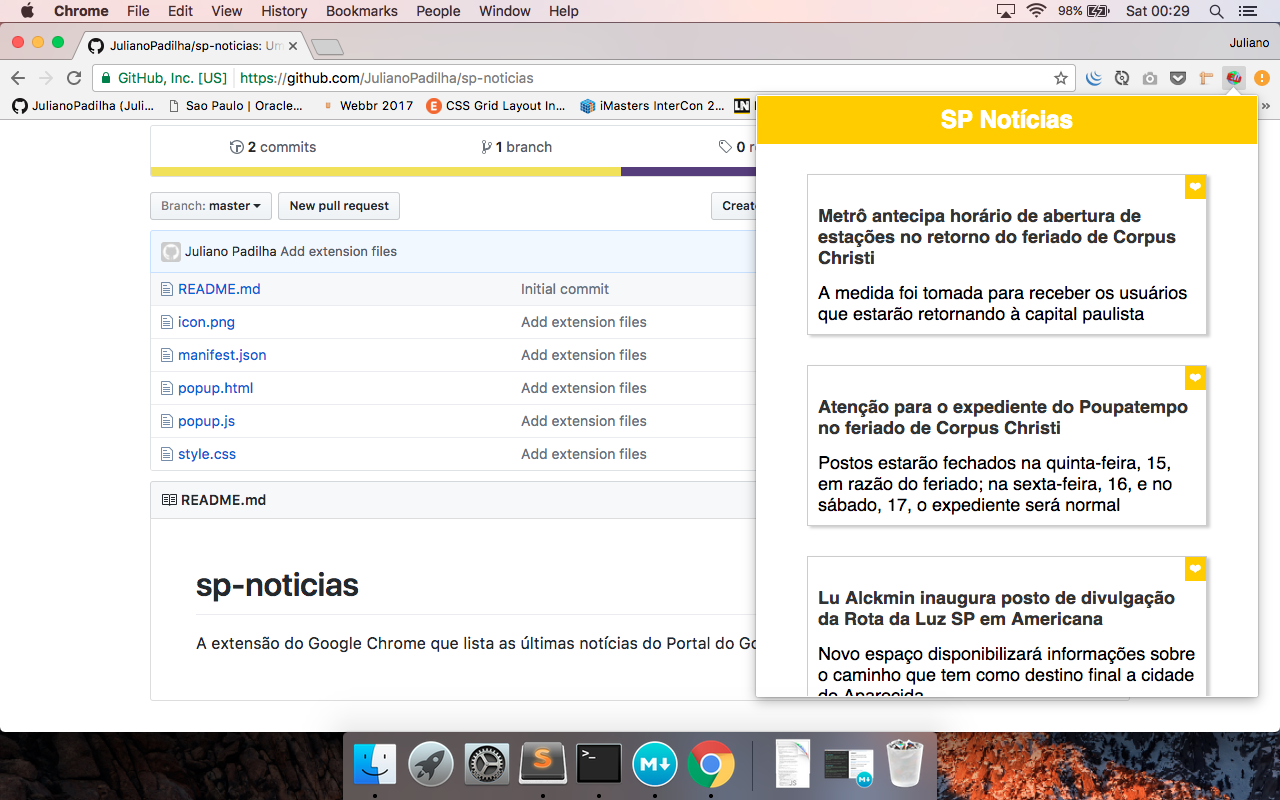 Chrome File Edit View History Bookmarks People Window Help 98% Sat 00:29
JulianoPadilha/sp-noticias: Um Juliano
GitHub, Inc. [US] https://github.com/JulianoPadilha/sp-noticias
JulianoPadilha (Juli... Sao Paulo | Oracle... Webbr 2017 CSS Grid Layout In... iMasters InterCon 2... »
2 commits 1 branch 0
Branch: master New pull request
Juliano Padilha Add extension files
README.md Initial commit
icon.png Add extension files
manifest.json Add extension files
popup.html Add extension files
popup.js Add extension files
style.css Add extension files
README.md
sp-noticias
A extensão do Google Chrome que lista as últimas notícias do Portal do
SP Notícias
Metrô antecipa horário de abertura de
estações no retorno do feriado de Corpus
Christi
A medida foi tomada para receber os usuários
que estarão retornando à capital paulista
Atenção para o expediente do Poupatempo
no feriado de Corpus Christi
Postos estarão fechados na quinta-feira, 15,
em razão do feriado; na sexta-feira, 16, e no
sábado, 17, o expediente será normal
Lu Alckmin inaugura posto de divulgação
da Rota da Luz SP em Americana
Novo espaço disponibilizará informações sobre
o caminho que tem como destino final a cidade
de Aparecida